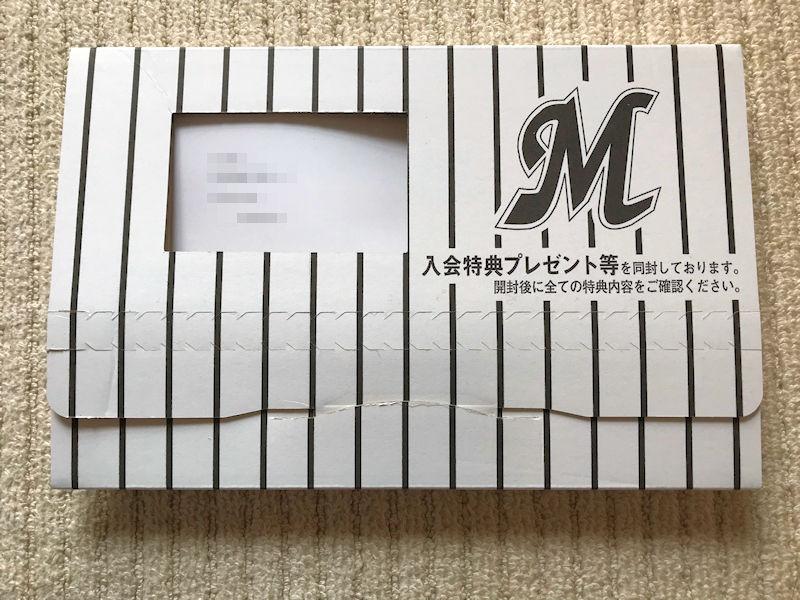 M
入会特典プレゼント等を同封しております。
開封後に全ての特典内容をご確認ください。